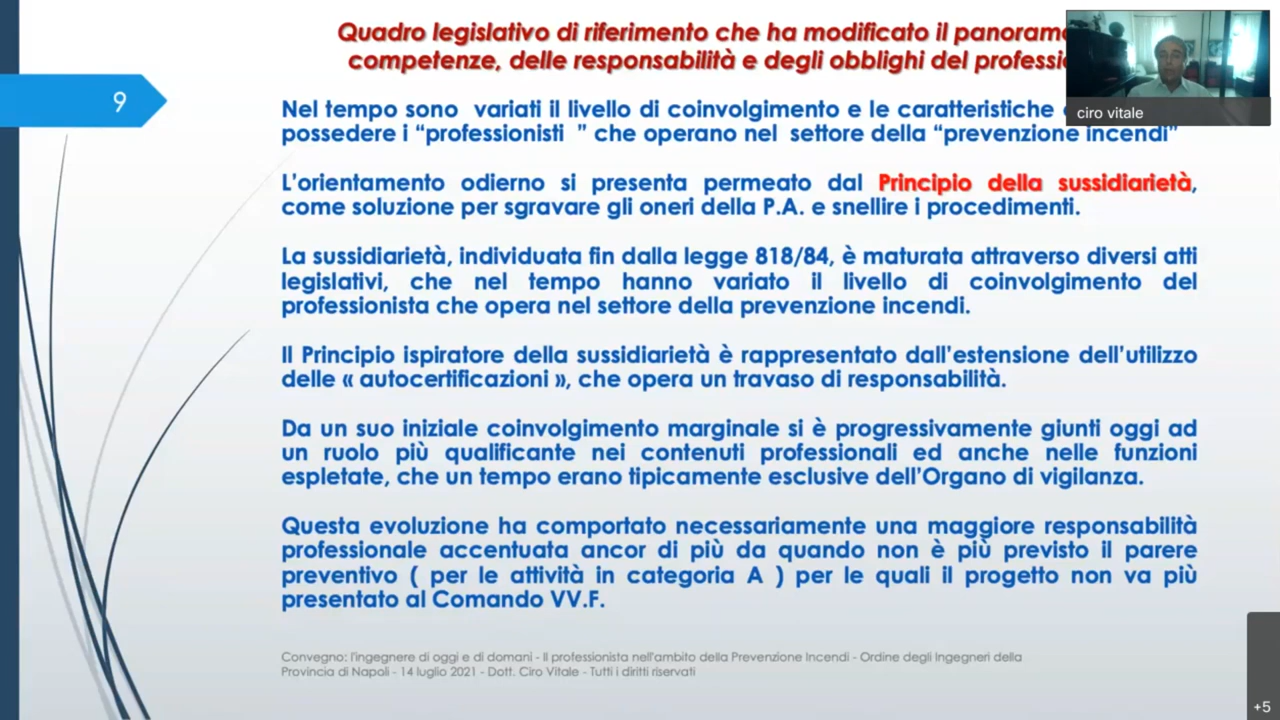 Quadro legislativo di riferimento che ha modificato il panoram
competenze, delle responsabilità e degli obblighi del professi
9
ciro vitale
Nel tempo sono variati il livello di coinvolgimento e le caratteristiche
possedere i “professionisti ” che operano nel settore della “prevenzione incendi”
L’orientamento odierno si presenta permeato dal Principio della sussidiarietà,
come soluzione per sgravare gli oneri della P.A. e snellire i procedimenti.
La sussidiarietà, individuata fin dalla legge 818/84, è maturata attraverso diversi atti
legislativi, che nel tempo hanno variato il livello di coinvolgimento del
professionista che opera nel settore della prevenzione incendi.
Il Principio ispiratore della sussidiarietà è rappresentato dall’estensione dell’utilizzo
delle « autocertificazioni », che opera un travaso di responsabilità.
Da un suo iniziale coinvolgimento marginale si è progressivamente giunti oggi ad
un ruolo più qualificante nei contenuti professionali ed anche nelle funzioni
espletate, che un tempo erano tipicamente esclusive dell’Organo di vigilanza.
Questa evoluzione ha comportato necessariamente una maggiore responsabilità
professionale accentuata ancor di più da quando non è più previsto il parere
preventivo ( per le attività in categoria A ) per le quali il progetto non va più
presentato al Comando VV.F.
Convegno: l'ingegnere di oggi e di domani - Il professionista nell'ambito della Prevenzione Incendi - Ordine degli Ingegneri della
Provincia di Napoli - 14 luglio 2021 - Dott. Ciro Vitale - Tutti i diritti riservati
+5